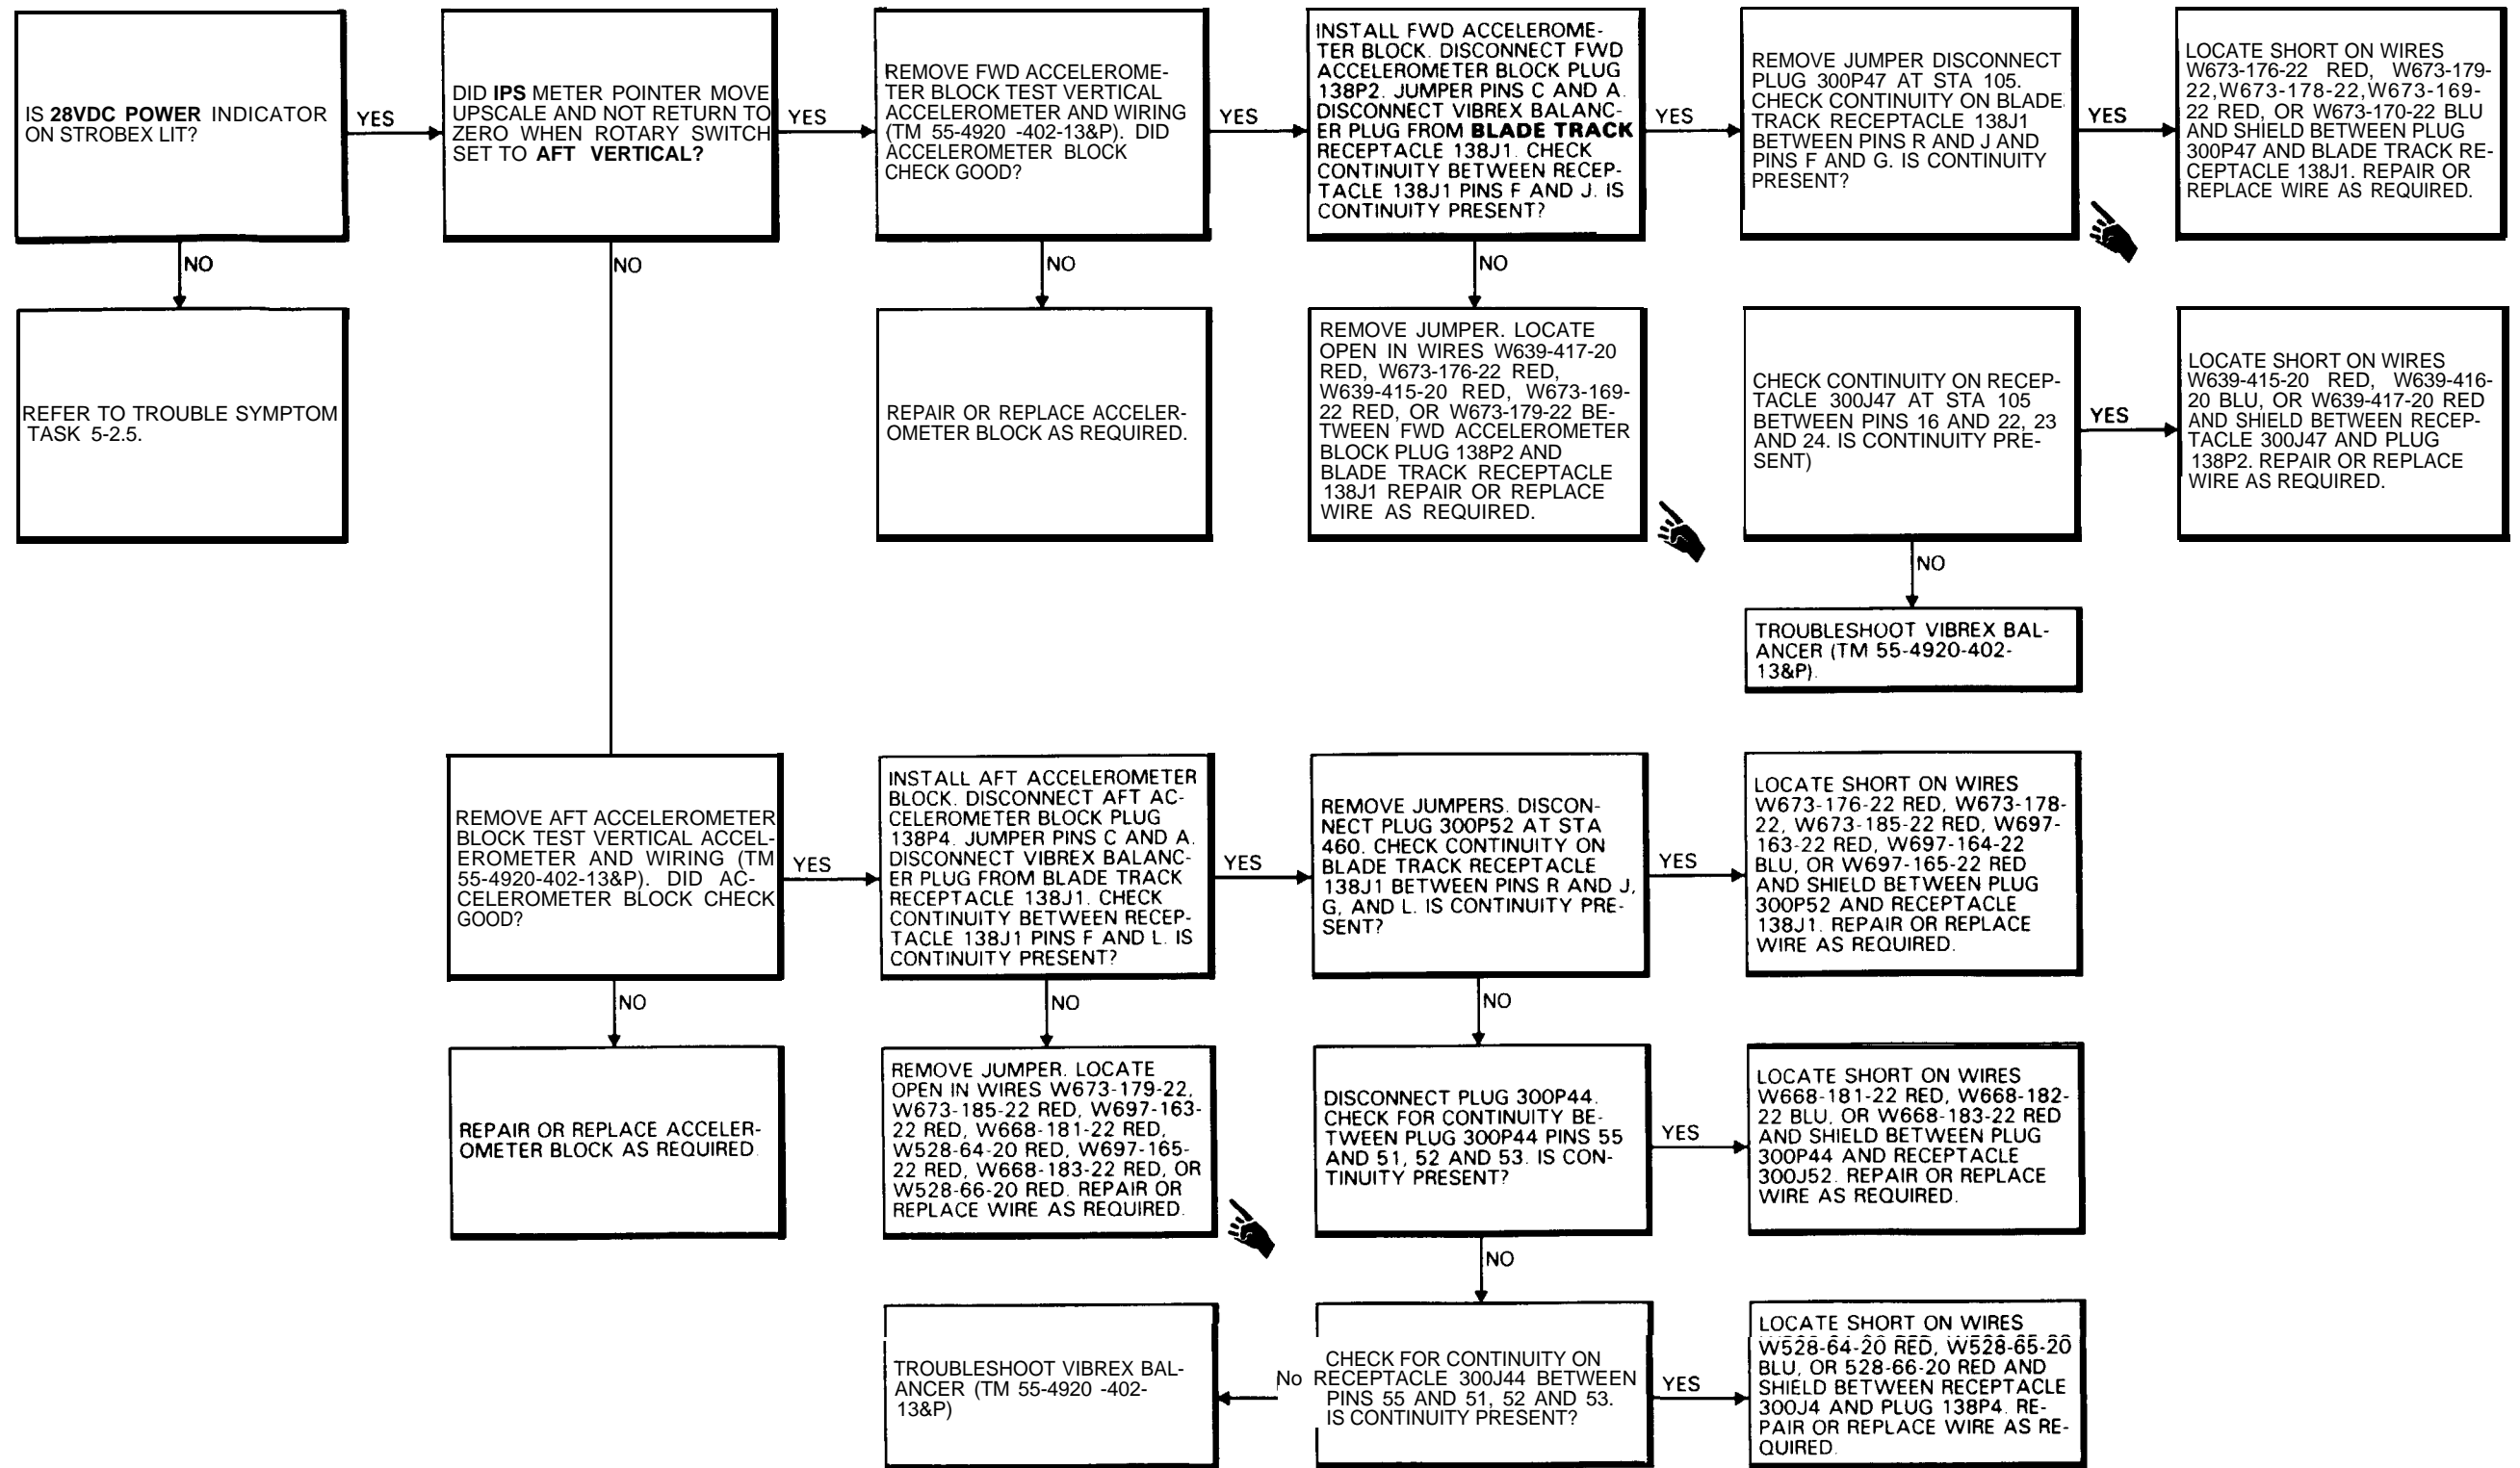 IS 28VDC POWER INDICATOR
ON STROBEX LIT?
YES
NO
DID IPS METER POINTER MOVE
UPSCALE AND NOT RETURN TO
ZERO WHEN ROTARY SWITCH
SET TO AFT VERTICAL?
YES
NO
REMOVE FWD ACCELEROME-
TER BLOCK TEST VERTICAL
ACCELEROMETER AND WIRING
(TM 55-4920 -402-13&P). DID
ACCELEROMETER BLOCK
CHECK GOOD?
YES
NO
INSTALL FWD ACCELEROME-
TER BLOCK. DISCONNECT FWD
ACCELEROMETER BLOCK PLUG
138P2. JUMPER PINS C AND A.
DISCONNECT VIBREX BALANC-
ER PLUG FROM BLADE TRACK
RECEPTACLE 138J1. CHECK
CONTINUITY BETWEEN RECEP-
TACLE 138J1 PINS F AND J. IS
CONTINUITY PRESENT?
YES
NO
REMOVE JUMPER DISCONNECT
PLUG 300P47 AT STA 105.
CHECK CONTINUITY ON BLADE
TRACK RECEPTACLE 138J1
BETWEEN PINS R AND J AND
PINS F AND G. IS CONTINUITY
PRESENT?
YES
LOCATE SHORT ON WIRES
W673-176-22 RED, W673-179-
22,W673-178-22,W673-169-
22 RED, OR W673-170-22 BLU
AND SHIELD BETWEEN PLUG
300P47 AND BLADE TRACK RE-
CEPTACLE 138J1. REPAIR OR
REPLACE WIRE AS REQUIRED.
REFER TO TROUBLE SYMPTOM
TASK 5-2.5.
REPAIR OR REPLACE ACCELER-
OMETER BLOCK AS REQUIRED.
REMOVE JUMPER. LOCATE
OPEN IN WIRES W639-417-20
RED, W673-176-22 RED,
W639-415-20 RED, W673-169-
22 RED, OR W673-179-22 BE-
TWEEN FWD ACCELEROMETER
BLOCK PLUG 138P2 AND
BLADE TRACK RECEPTACLE
138J1 REPAIR OR REPLACE
WIRE AS REQUIRED.
CHECK CONTINUITY ON RECEP-
TACLE 300J47 AT STA 105
BETWEEN PINS 16 AND 22, 23
AND 24. IS CONTINUITY PRE-
SENT)
YES
NO
LOCATE SHORT ON WIRES
W639-415-20 RED, W639-416-
20 BLU, OR W639-417-20 RED
AND SHIELD BETWEEN RECEP-
TACLE 300J47 AND PLUG
138P2. REPAIR OR REPLACE
WIRE AS REQUIRED.
TROUBLESHOOT VIBREX BAL-
ANCER (TM 55-4920-402-
13&P).
REMOVE AFT ACCELEROMETER
BLOCK TEST VERTICAL ACCEL-
EROMETER AND WIRING (TM
55-4920-402-13&P). DID AC-
CELEROMETER BLOCK CHECK
GOOD?
YES
NO
INSTALL AFT ACCELEROMETER
BLOCK. DISCONNECT AFT AC-
CELEROMETER BLOCK PLUG
138P4. JUMPER PINS C AND A.
DISCONNECT VIBREX BALANC-
ER PLUG FROM BLADE TRACK
RECEPTACLE 138J1. CHECK
CONTINUITY BETWEEN RECEP-
TACLE 138J1 PINS F AND L. IS
CONTINUITY PRESENT?
YES
NO
REMOVE JUMPERS. DISCON-
NECT PLUG 300P52 AT STA
460. CHECK CONTINUITY ON
BLADE TRACK RECEPTACLE
138J1 BETWEEN PINS R AND J,
G, AND L. IS CONTINUITY PRE-
SENT?
YES
NO
LOCATE SHORT ON WIRES
W673-176-22 RED, W673-178-
22, W673-185-22 RED, W697-
163-22 RED, W697-164-22
BLU, OR W697-165-22 RED
AND SHIELD BETWEEN PLUG
300P52 AND RECEPTACLE
138J1. REPAIR OR REPLACE
WIRE AS REQUIRED.
REPAIR OR REPLACE ACCELER-
OMETER BLOCK AS REQUIRED.
REMOVE JUMPER. LOCATE
OPEN IN WIRES W673-179-22,
W673-185-22 RED, W697-163-
22 RED, W668-181-22 RED,
W528-64-20 RED, W697-165-
22 RED, W668-183-22 RED, OR
W528-66-20 RED. REPAIR OR
REPLACE WIRE AS REQUIRED.
DISCONNECT PLUG 300P44.
CHECK FOR CONTINUITY BE-
TWEEN PLUG 300P44 PINS 55
AND 51, 52 AND 53. IS CON-
TINUITY PRESENT?
YES
NO
LOCATE SHORT ON WIRES
W668-181-22 RED, W668-182-
22 BLU, OR W668-183-22 RED
AND SHIELD BETWEEN PLUG
300P44 AND RECEPTACLE
300J52. REPAIR OR REPLACE
WIRE AS REQUIRED.
TROUBLESHOOT VIBREX BAL-
ANCER (TM 55-4920 -402-
13&P)
No
CHECK FOR CONTINUITY ON
RECEPTACLE 300J44 BETWEEN
PINS 55 AND 51, 52 AND 53.
IS CONTINUITY PRESENT?
YES
LOCATE SHORT ON WIRES
W528-64-20 RED, W528-65-20
BLU, OR 528-66-20 RED AND
SHIELD BETWEEN RECEPTACLE
300J4 AND PLUG 138P4. RE-
PAIR OR REPLACE WIRE AS RE-
QUIRED.